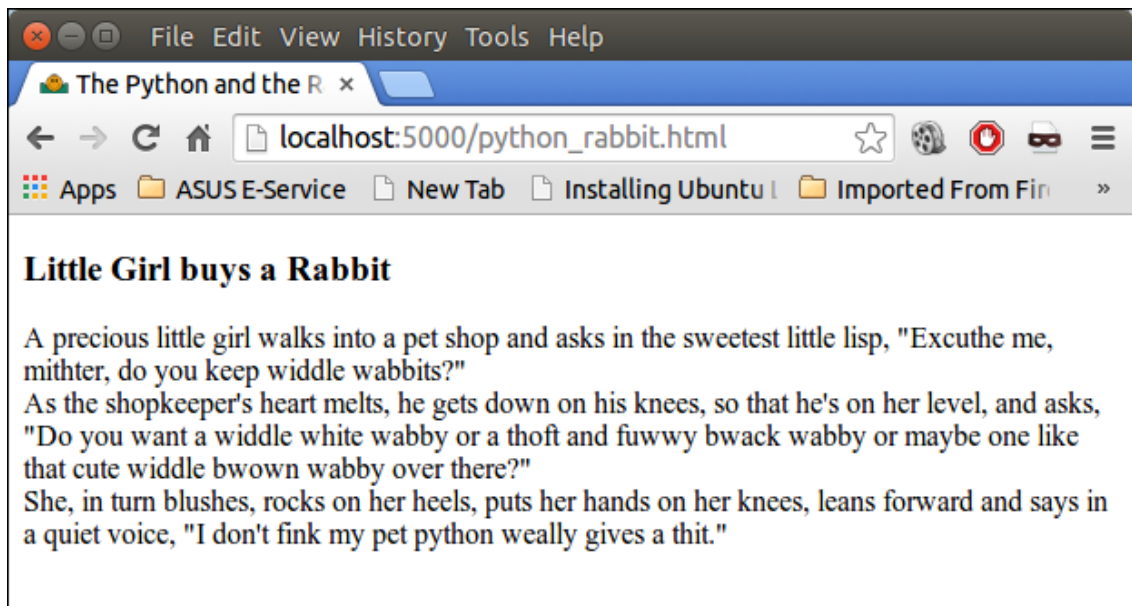 File Edit View History Tools Help
The Python and the R
localhost:5000/python_rabbit.html
Apps ASUS E-Service New Tab Installing Ubuntu Imported From Fir »
Little Girl buys a Rabbit
A precious little girl walks into a pet shop and asks in the sweetest little lisp, "Excuthe me,
mithter, do you keep widdle wabbits?"
As the shopkeeper's heart melts, he gets down on his knees, so that he's on her level, and asks,
"Do you want a widdle white wabby or a thoft and fuwwy bwack wabby or maybe one like
that cute widdle bwown wabby over there?"
She, in turn blushes, rocks on her heels, puts her hands on her knees, leans forward and says in
a quiet voice, "I don't fink my pet python weally gives a thit."